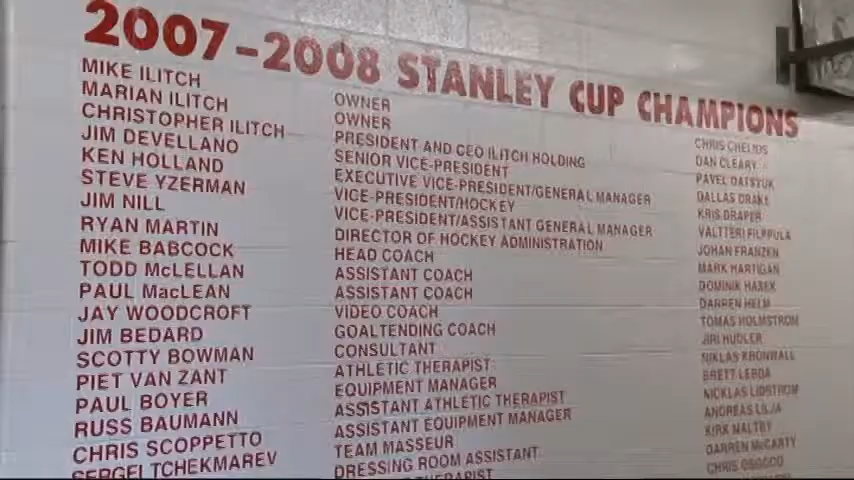 2007-2008 STANLEY CUP CHAMPIONS
MIKE ILITCH
MARIAN ILITCH
CHRISTOPHER ILITCH
JIM DEVELLANO
KEN HOLLAND
STEVE YZERMAN
JIM NILL
RYAN MARTIN
MIKE BABCOCK
TODD McLELLAN
PAUL MacLEAN
JAY WOODCROFT
JIM BEDARD
SCOTTY BOWMAN
PIET VAN ZANT
PAUL BOYER
RUSS BAUMANN
CHRIS SCOPPETTO
SERGEI TCHEKMAREV
OWNER
OWNER
PRESIDENT AND CEO ILITCH HOLDING
SENIOR VICE-PRESIDENT
EXECUTIVE VICE-PRESIDENT/GENERAL MANAGER
VICE-PRESIDENT/HOCKEY
VICE-PRESIDENT/ASSISTANT GENERAL MANAGER
DIRECTOR OF HOCKEY ADMINISTRATION
HEAD COACH
ASSISTANT COACH
ASSISTANT COACH
VIDEO COACH
GOALTENDING COACH
CONSULTANT
ATHLETIC THERAPIST
EQUIPMENT MANAGER
ASSISTANT ATHLETIC THERAPIST
ASSISTANT EQUIPMENT MANAGER
TEAM MASSEUR
DRESSING ROOM ASSISTANT
THERAPIST
CHRIS CHELIOS
DAN CLEARY
PAVEL DATSYUK
DALLAS DRAKE
KRIS DRAPER
VALTTERI FILPPULA
JOHAN FRANZEN
MARK HARTIGAN
DOMINIK HASEK
DARREN HELM
TOMAS HOLMSTROM
JIRI HUDLER
NIKLAS KRONWALL
BRETT LEBDA
NICKLAS LIDSTROM
ANDREAS LILJA
KIRK MALTBY
DARREN McCARTY
CHRIS OSGOOD